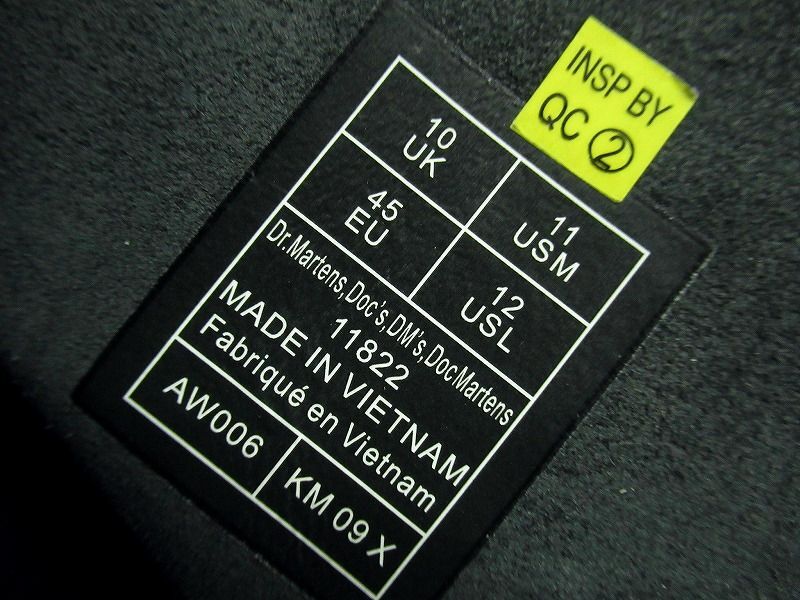 INSP BY
QC ②
10
UK
11
USM
45
EU
12
USL
Dr.Martens,Doc's,DM's,DocMartens
11822
MADE IN VIETNAM
Fabriqué en Vietnam
AW006
KM 09 X